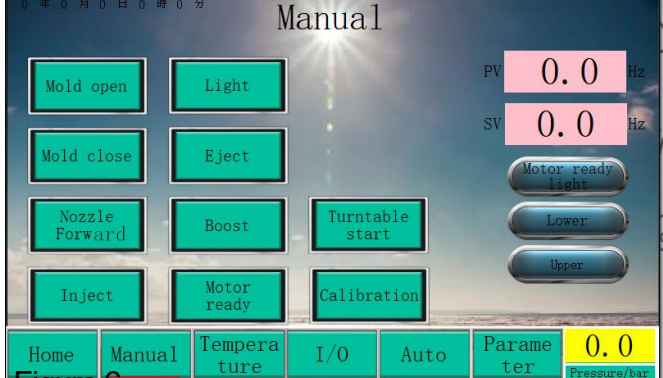 0 年 0 月 0 日 0 時 0 分
Manual
Mold open
Light
PV 0.0 Hz
SV 0.0 Hz
Mold close
Eject
Motor ready
light
Nozzle
Forward
Boost
Turntable
start
Lower
Inject
Motor
ready
Calibration
Upper
Home
Manual
Tempera
ture
I/O
Auto
Parame
ter
0.0
Pressure/bar
Figure 6